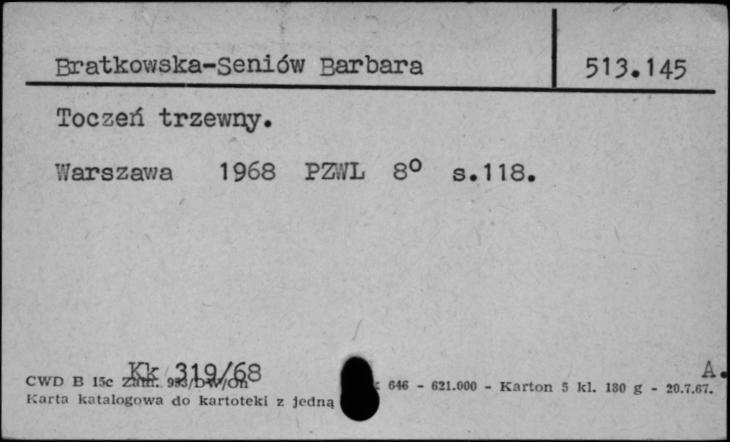 Bratkowska-Seniów Barbara 513.145
Toczeń trzewny.
Warszawa 1968 PZWL 8° s.118.
Kk 319/68 A.
CWD B 15c Zam. 646 - 621.000 - Karton 5 kl. 180 g - 20.7.67.
Karta katalogowa do kartoteki z jedną